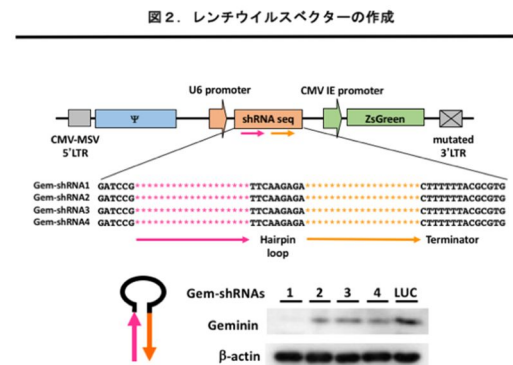 図２．レンチウイルスベクターの作成
U6 promoter
CMV IE promoter
Ψ
shRNA seq
ZsGreen
CMV-MSV
5'LTR
mutated
3'LTR
Gem-shRNA1 GATCCG*******************TTCAAGAGA*******************CTTTTTTACGCGTG
Gem-shRNA2 GATCCG*******************TTCAAGAGA*******************CTTTTTTACGCGTG
Gem-shRNA3 GATCCG*******************TTCAAGAGA*******************CTTTTTTACGCGTG
Gem-shRNA4 GATCCG*******************TTCAAGAGA*******************CTTTTTTACGCGTG
Hairpin
loop
Terminator
Gem-shRNAs 1 2 3 4 LUC
Geminin
β-actin